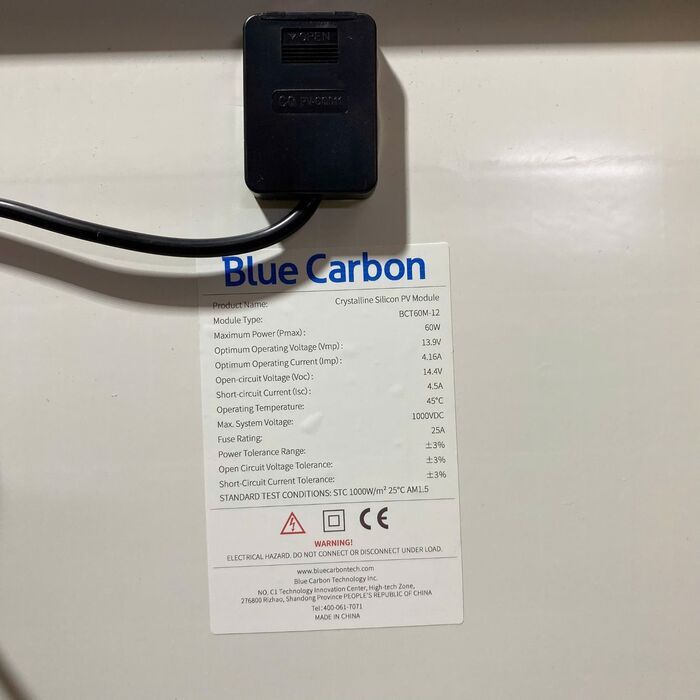 OPEN
Blue Carbon
Product Name: Crystalline Silicon PV Module
Module Type: BCT60M-12
Maximum Power (Pmax): 60W
Optimum Operating Voltage (Vmp): 13.9V
Optimum Operating Current (Imp): 4.16A
Open-circuit Voltage (Voc): 14.4V
Short-circuit Current (Isc): 4.5A
Operating Temperature: 45°C
Max. System Voltage: 1000VDC
Fuse Rating: 25A
Power Tolerance Range: ±3%
Open Circuit Voltage Tolerance: ±3%
Short-Circuit Current Tolerance: ±3%
STANDARD TEST CONDITIONS: STC 1000W/m² 25°C AM1.5
CE
WARNING!
ELECTRICAL HAZARD. DO NOT CONNECT OR DISCONNECT UNDER LOAD.
www.bluecarbontech.com
Blue Carbon Technology Inc.
NO. C1 Technology Innovation Center, High-tech Zone,
276800 Rizhao, Shandong Province PEOPLE'S REPUBLIC OF CHINA
Tel:400-061-7071
MADE IN CHINA